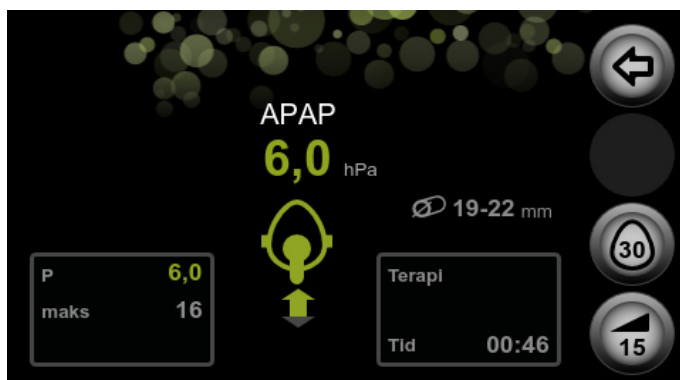 APAP
6,0 hPa
19-22 mm
30
P 6,0
maks 16
Terapi
Tid 00:46
15